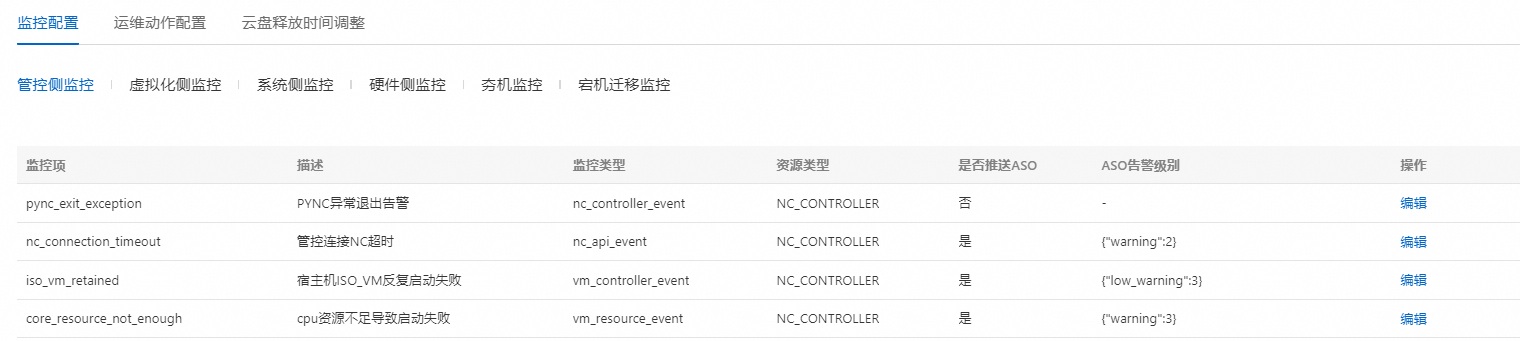 监控配置 运维动作配置 云盘释放时间调整
管控侧监控 虚拟化侧监控 系统侧监控 硬件侧监控 夯机监控 宕机迁移监控
监控项 描述 监控类型 资源类型 是否推送ASO ASO告警级别 操作
pync_exit_exception PYNC异常退出告警 nc_controller_event NC_CONTROLLER 否 - 编辑
nc_connection_timeout 管控连接NC超时 nc_api_event NC_CONTROLLER 是 {"warning":2} 编辑
iso_vm_retained 宿主机ISO_VM反复启动失败 vm_controller_event NC_CONTROLLER 是 {"low_warning":3} 编辑
core_resource_not_enough cpu资源不足导致启动失败 vm_resource_event NC_CONTROLLER 是 {"warning":3} 编辑